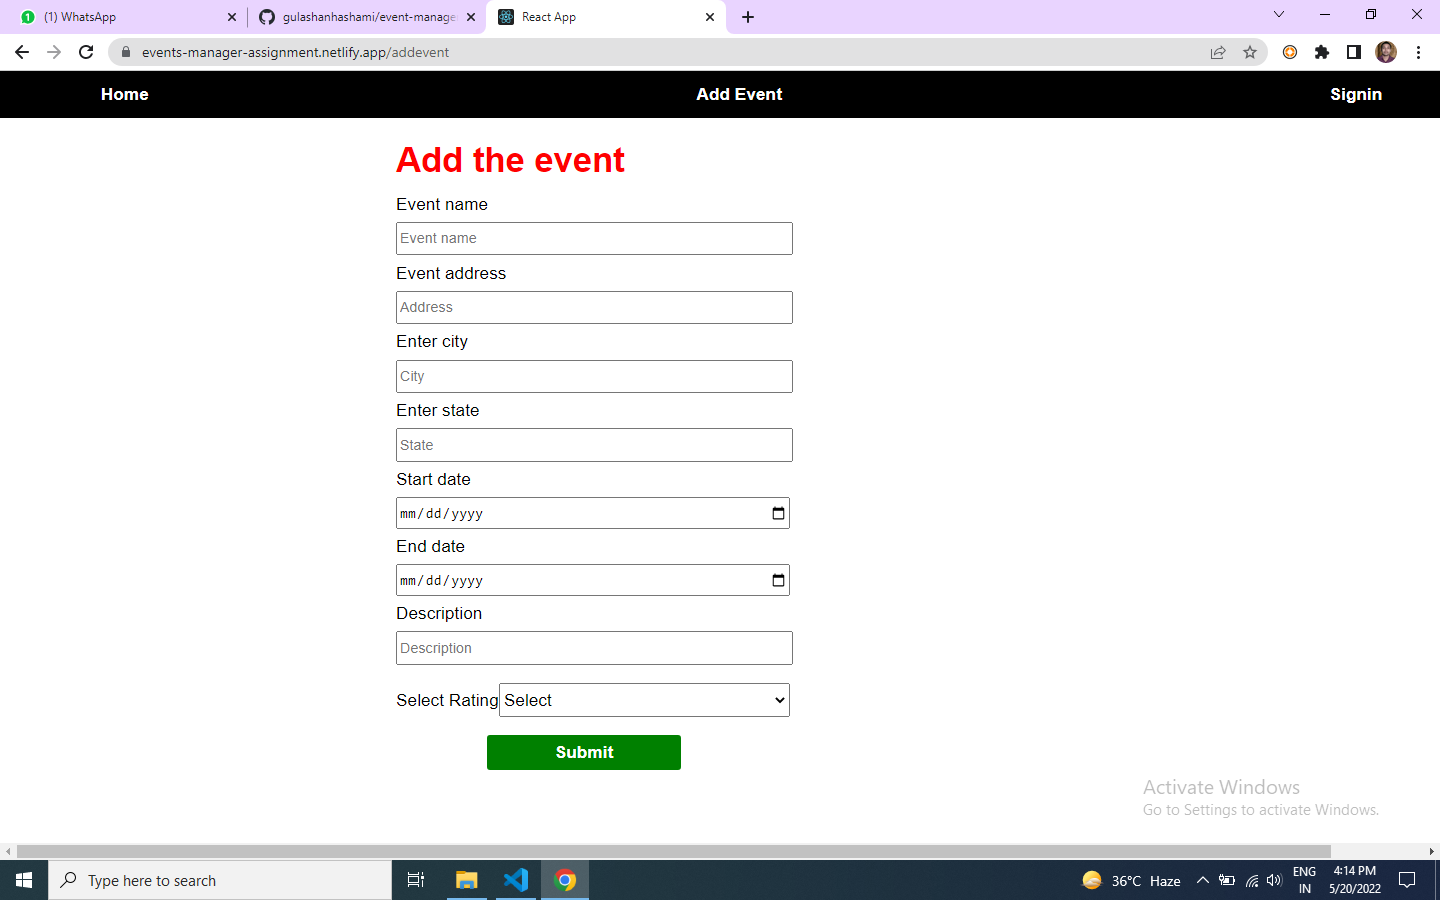 (1) WhatsApp
gulashanhashami/event-manage
React App
events-manager-assignment.netlify.app/addevent
Home
Add Event
Signin
Add the event
Event name
Event name
Event address
Address
Enter city
City
Enter state
State
Start date
mm/dd/yyyy
End date
mm/dd/yyyy
Description
Description
Select Rating Select
Submit
Activate Windows
Go to Settings to activate Windows.
Type here to search
36°C Haze
ENG
IN
4:14 PM
5/20/2022